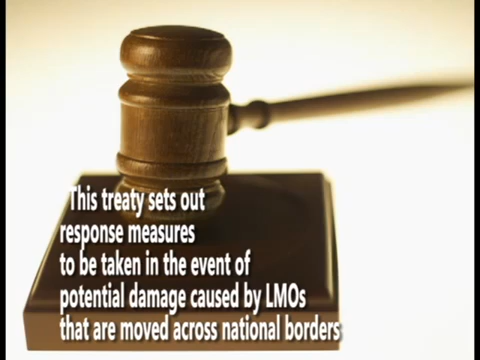 This treaty sets out
response measures
to be taken in the event of
potential damage caused by LMOs
that are moved across national borders